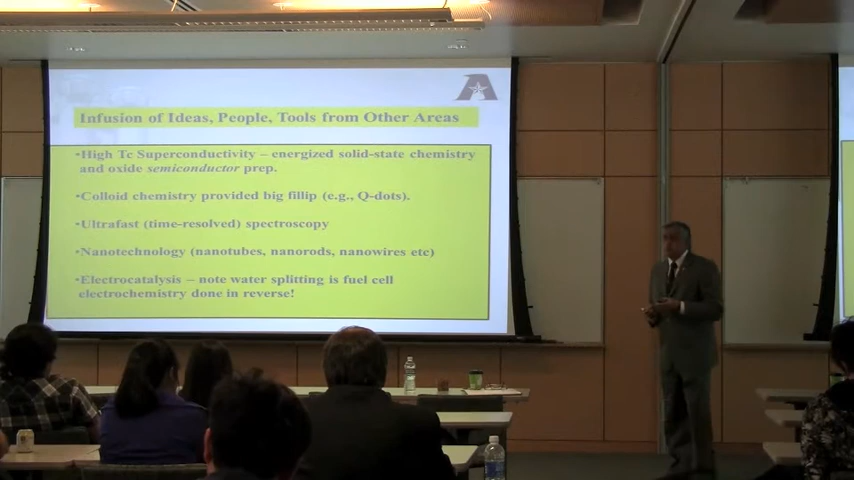 Infusion of Ideas, People, Tools from Other Areas
•High Tc Superconductivity – energized solid-state chemistry
and oxide semiconductor prep.
•Colloid chemistry provided big fillip (e.g., Q-dots).
•Ultrafast (time-resolved) spectroscopy
•Nanotechnology (nanotubes, nanorods, nanowires etc)
•Electrocatalysis – note water splitting is fuel cell
electrochemistry done in reverse!